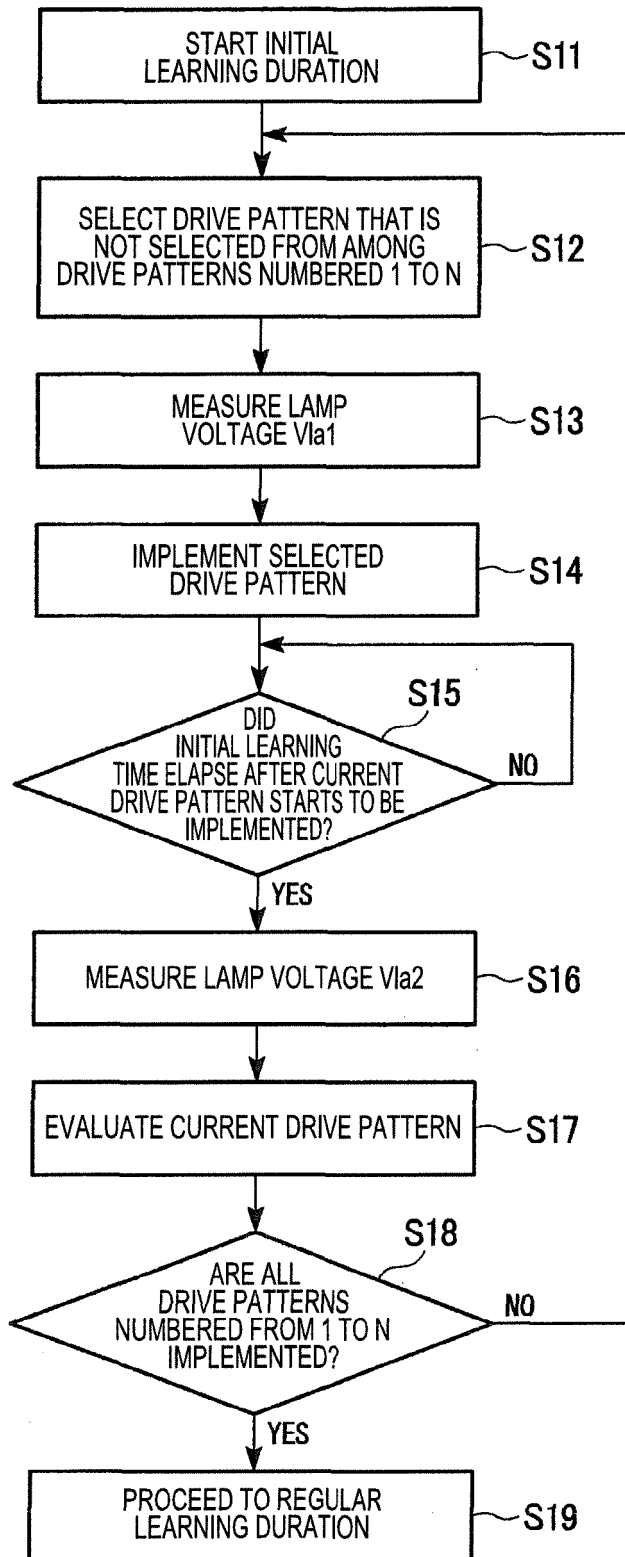 START INITIAL
LEARNING DURATION
S11
SELECT DRIVE PATTERN THAT IS
NOT SELECTED FROM AMONG
DRIVE PATTERNS NUMBERED 1 TO N
S12
MEASURE LAMP
VOLTAGE Vla1
S13
IMPLEMENT SELECTED
DRIVE PATTERN
S14
S15
DID
INITIAL LEARNING
TIME ELAPSE AFTER CURRENT
DRIVE PATTERN STARTS TO BE
IMPLEMENTED?
NO
YES
MEASURE LAMP VOLTAGE Vla2
S16
EVALUATE CURRENT DRIVE PATTERN
S17
S18
ARE ALL
DRIVE PATTERNS
NUMBERED FROM 1 TO N
IMPLEMENTED?
NO
YES
PROCEED TO REGULAR
LEARNING DURATION
S19